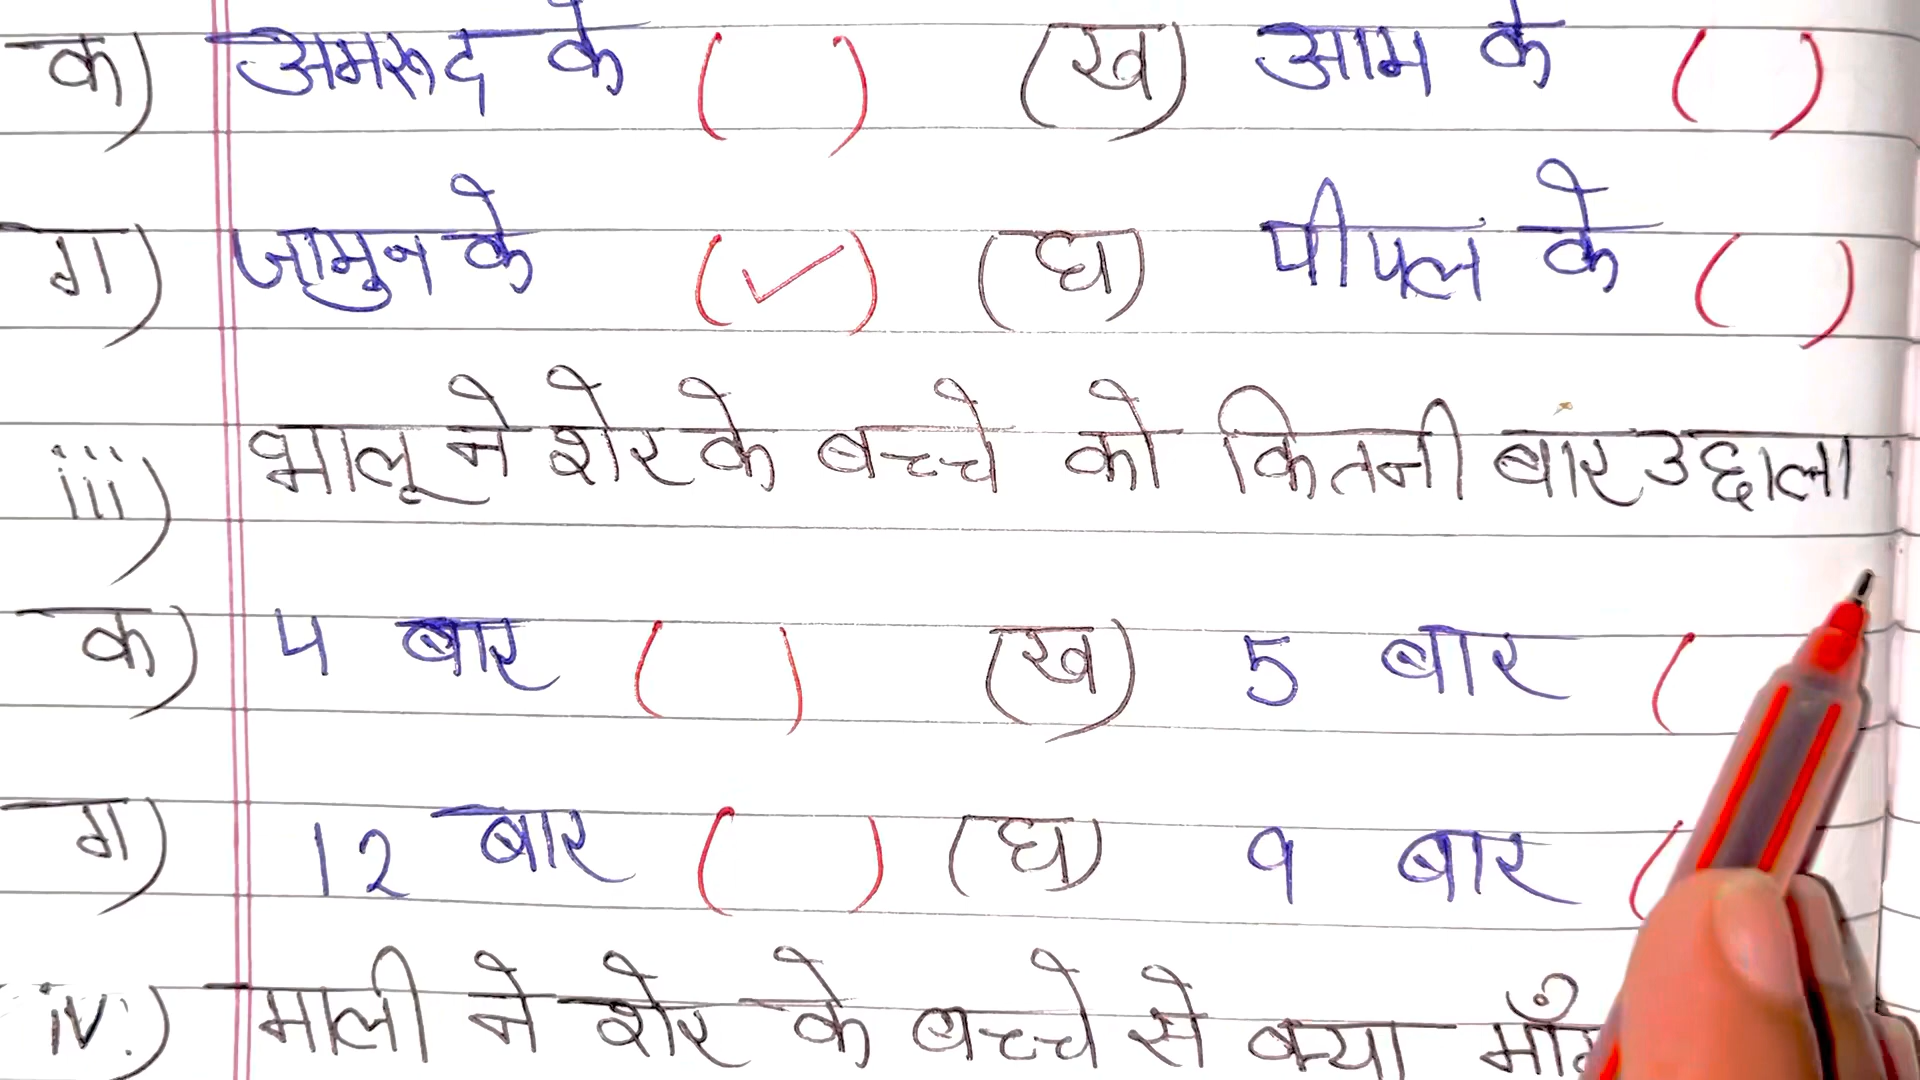 क) अमरूद के ( ) (ख) आम के ( )
ग) जामुन के (✓) (घ) पीपल के ( )
iii) भालू ने शेर के बच्चे को कितनी बार उछाला
क) 4 बार ( ) (ख) 5 बार (
ग) 12 बार ( ) (घ) 9 बार (
iv) माली ने शेर के बच्चे से क्या